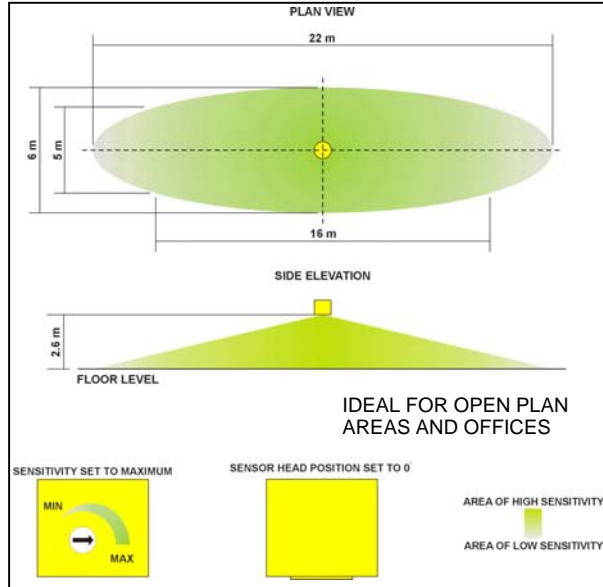 PLAN VIEW
22 m
6 m
5 m
16 m
SIDE ELEVATION
2.6 m
FLOOR LEVEL
IDEAL FOR OPEN PLAN
AREAS AND OFFICES
SENSITIVITY SET TO MAXIMUM
MIN
MAX
SENSOR HEAD POSITION SET TO 0°
AREA OF HIGH SENSITIVITY
AREA OF LOW SENSITIVITY